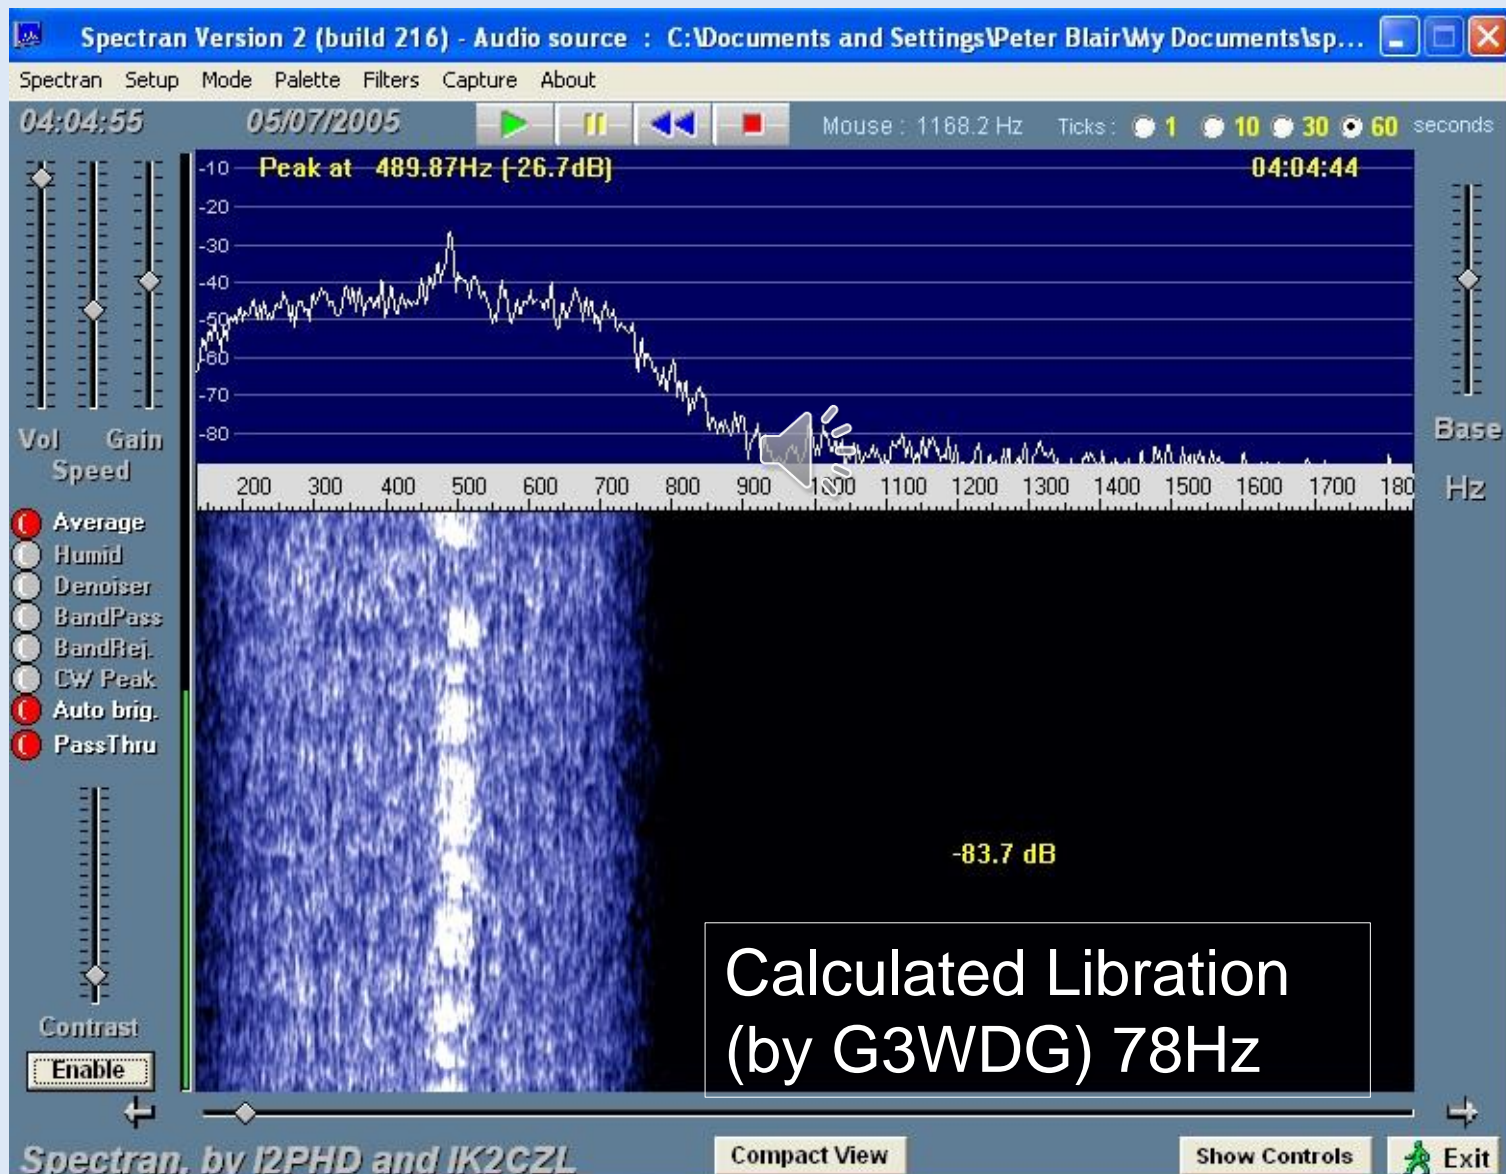 Spectran Version 2 (build 216) - Audio source : C:\Documents and Settings\Peter Blair\My Documents\sp...
Spectran Setup Mode Palette Filters Capture About
04:04:55 05/07/2005 Mouse : 1168.2 Hz Ticks : 1 10 30 60 seconds
-10 Peak at 489.87Hz (-26.7dB) 04:04:44
-20
-30
-40
-50
-60
-70
-80
Vol Gain
Speed
Base
200 300 400 500 600 700 800 900 1000 1100 1200 1300 1400 1500 1600 1700 180 Hz
Average
Humid
Denoiser
BandPass
BandRej.
CW Peak
Auto brig.
PassThru
-83.7 dB
Calculated Libration
(by G3WDG) 78Hz
Contrast
Enable
Spectran, by I2PHD and IK2CZL Compact View Show Controls Exit